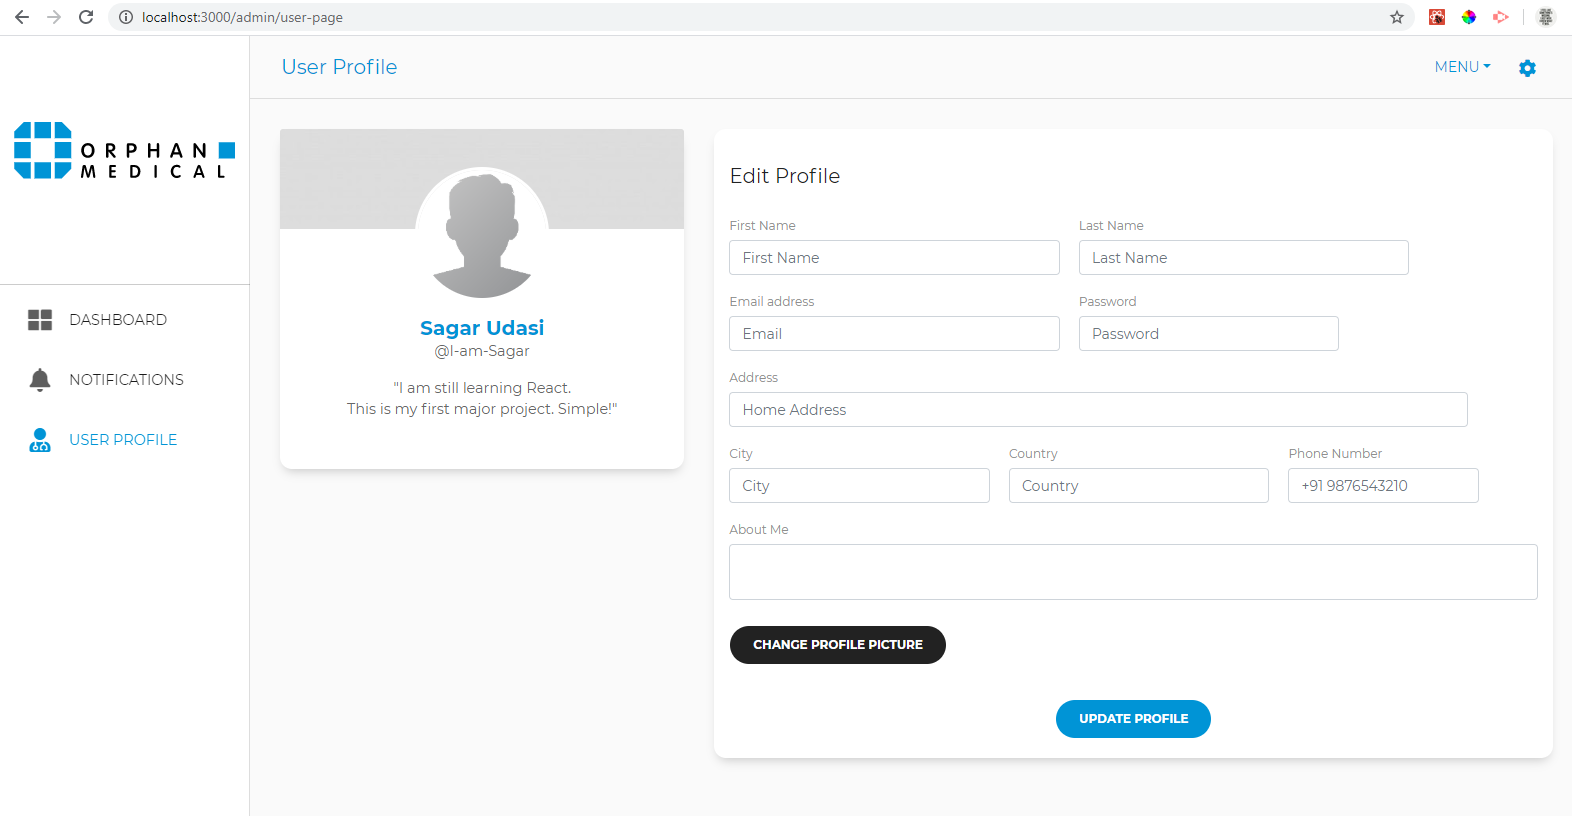 localhost:3000/admin/user-page
ORPHAN
MEDICAL
DASHBOARD
NOTIFICATIONS
USER PROFILE
User Profile
MENU
Sagar Udasi
@I-am-Sagar
"I am still learning React.
This is my first major project. Simple!"
Edit Profile
First Name
Last Name
First Name
Last Name
Email address
Password
Email
Password
Address
Home Address
City
Country
Phone Number
City
Country
+91 9876543210
About Me
CHANGE PROFILE PICTURE
UPDATE PROFILE